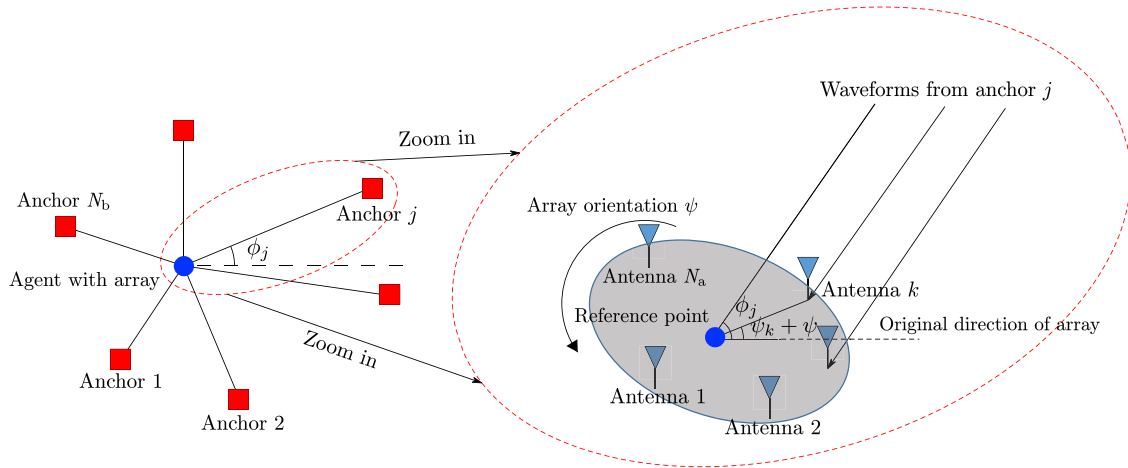 Waveforms from anchor j
Zoom in
Anchor N_b
Anchor j
Array orientation ψ
ϕ_j
Antenna N_a
Agent with array
Antenna k
Reference point
ϕ_j
ψ_k + ψ
Original direction of array
Zoom in
Anchor 1
Antenna 1
Anchor 2
Antenna 2